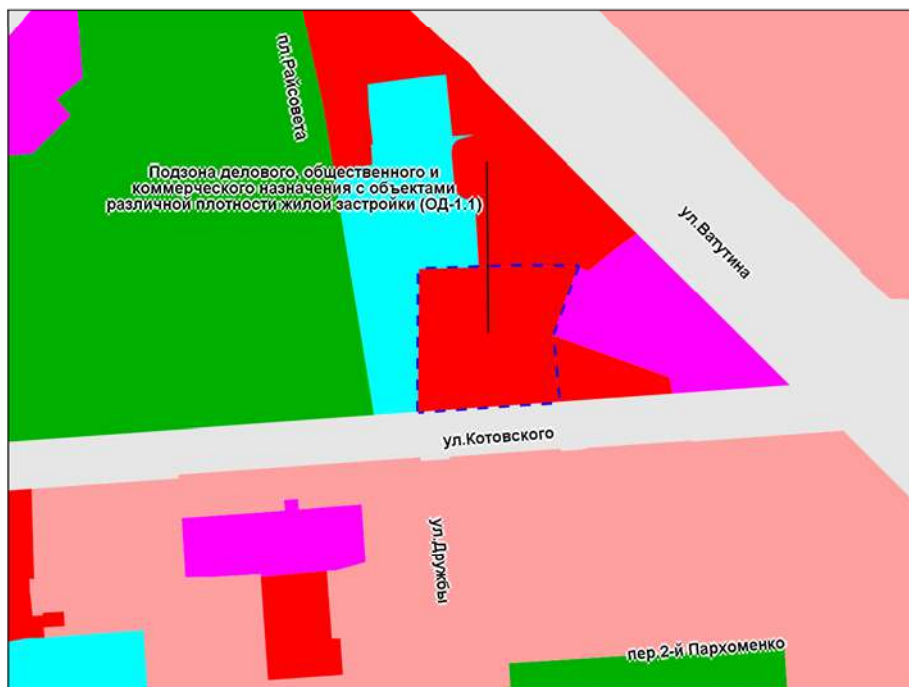 пл.Райсовета
Подзона делового, общественного и
коммерческого назначения с объектами
различной плотности жилой застройки (ОД-1.1)
ул.Ватутина
ул.Котовского
ул.Дружбы
пер.2-й Пархоменко